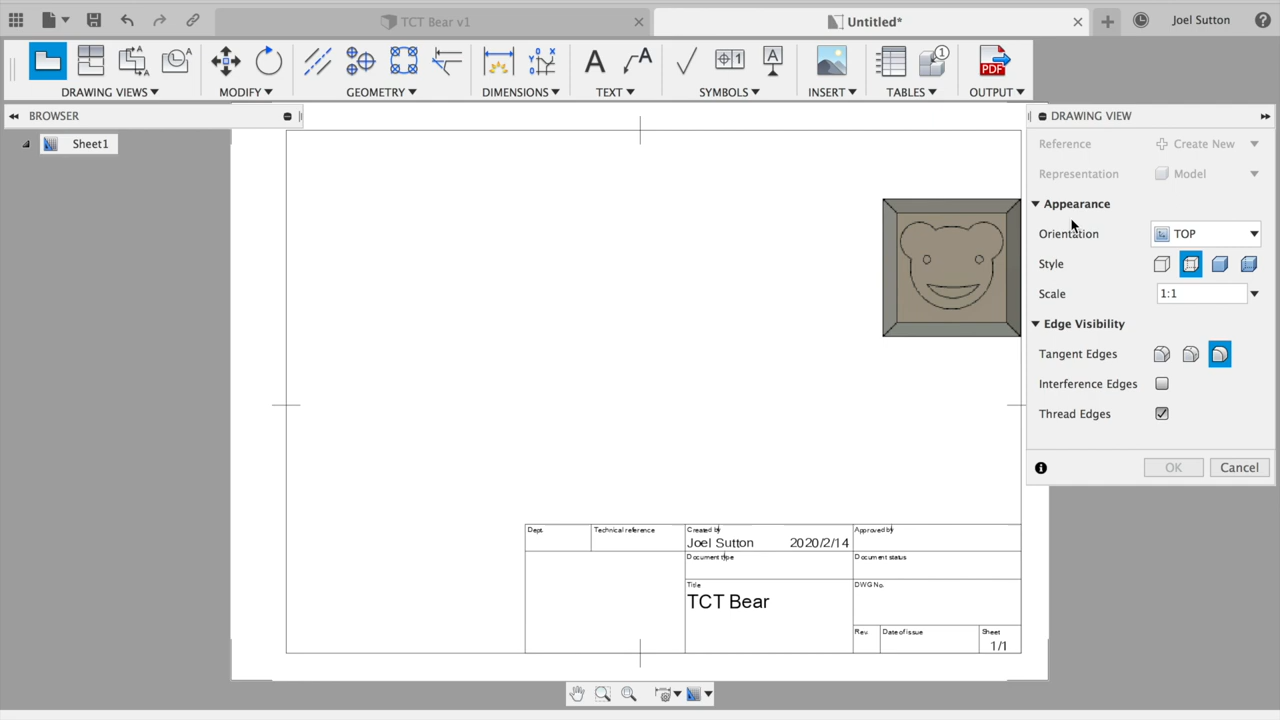 TCT Bear v1
Untitled*
Joel Sutton
DRAWING VIEWS
MODIFY
GEOMETRY
DIMENSIONS
TEXT
SYMBOLS
INSERT
TABLES
OUTPUT
BROWSER
Sheet1
DRAWING VIEW
Reference
Create New
Representation
Model
Appearance
Orientation
TOP
Style
Scale
1:1
Edge Visibility
Tangent Edges
Interference Edges
Thread Edges
OK
Cancel
Dept.
Technical reference
Created by
Approved by
Joel Sutton
2020/2/14
Document type
Document status
Title
DWG No.
TCT Bear
Rev.
Date of issue
Sheet
1/1
PDF